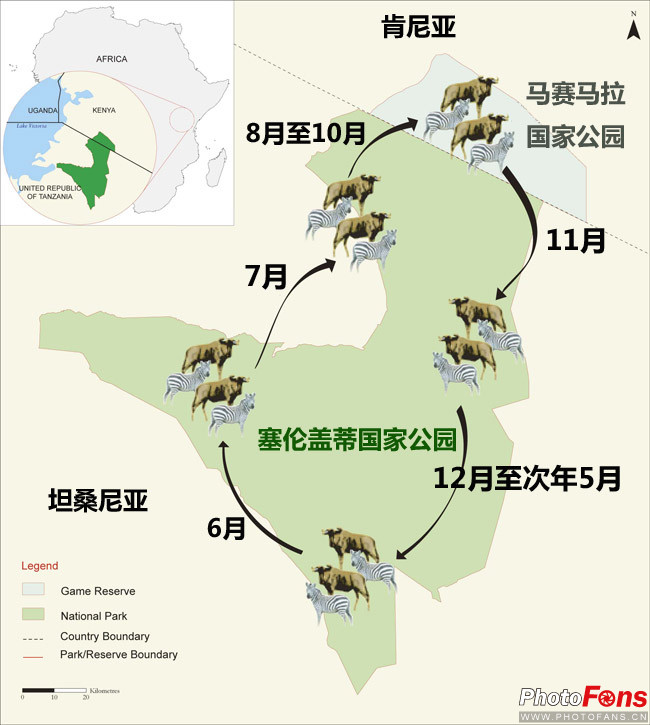 肯尼亚
N
AFRICA
UGANDA
KENYA
Lake Victoria
UNITED REPUBLIC
OF TANZANIA
马赛马拉
国家公园
8月至10月
11月
7月
塞伦盖蒂国家公园
12月至次年5月
坦桑尼亚
6月
Legend
Game Reserve
National Park
Country Boundary
Park/Reserve Boundary
0 10 20 Kilometres
PhotoFans
WWW.PHOTOFANS.CN